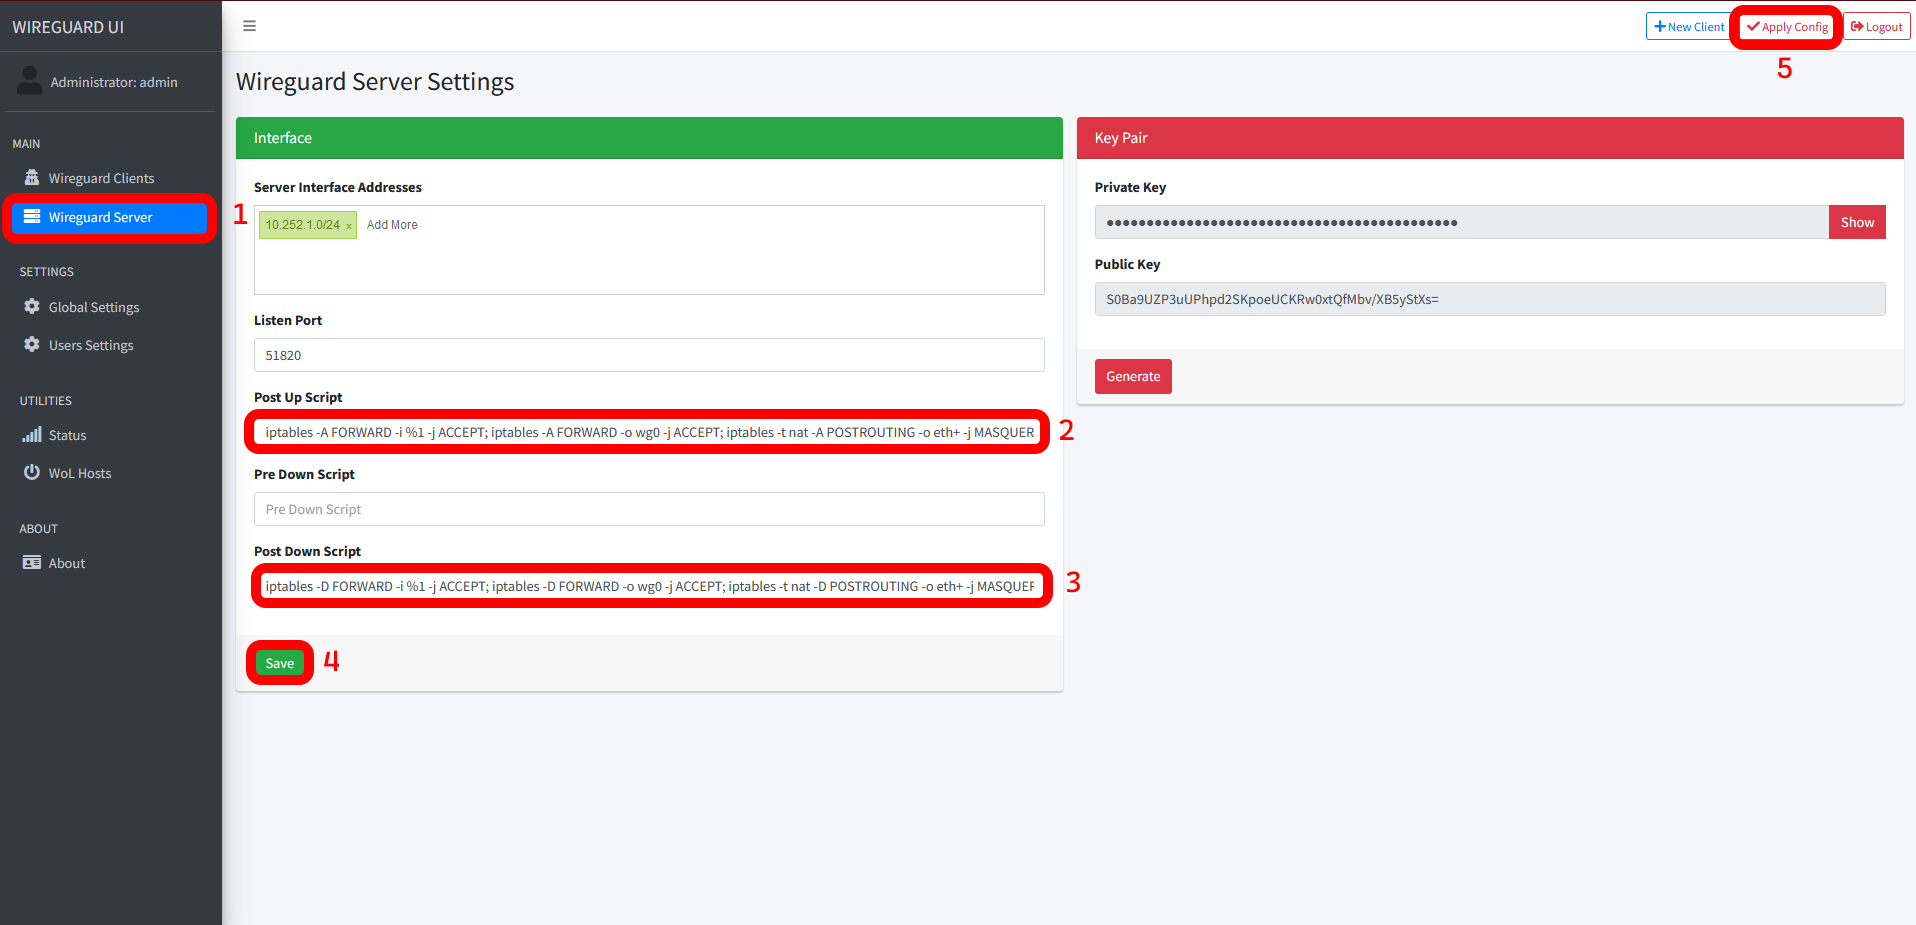 WIREGUARD UI
New Client
Apply Config
Logout
5
Administrator: admin
Wireguard Server Settings
MAIN
Wireguard Clients
Wireguard Server
1
SETTINGS
Global Settings
Users Settings
UTILITIES
Status
WoL Hosts
ABOUT
About
Interface
Server Interface Addresses
10.252.1.0/24 x Add More
Listen Port
51820
Post Up Script
iptables -A FORWARD -i %1 -j ACCEPT; iptables -A FORWARD -o wg0 -j ACCEPT; iptables -t nat -A POSTROUTING -o eth+ -j MASQUER
2
Pre Down Script
Pre Down Script
Post Down Script
iptables -D FORWARD -i %1 -j ACCEPT; iptables -D FORWARD -o wg0 -j ACCEPT; iptables -t nat -D POSTROUTING -o eth+ -j MASQUER
3
Save
4
Key Pair
Private Key
Show
Public Key
S0Ba9UZP3uUPhpd2SKpoeUCKRw0xtQfMbv/XB5yStXs=
Generate